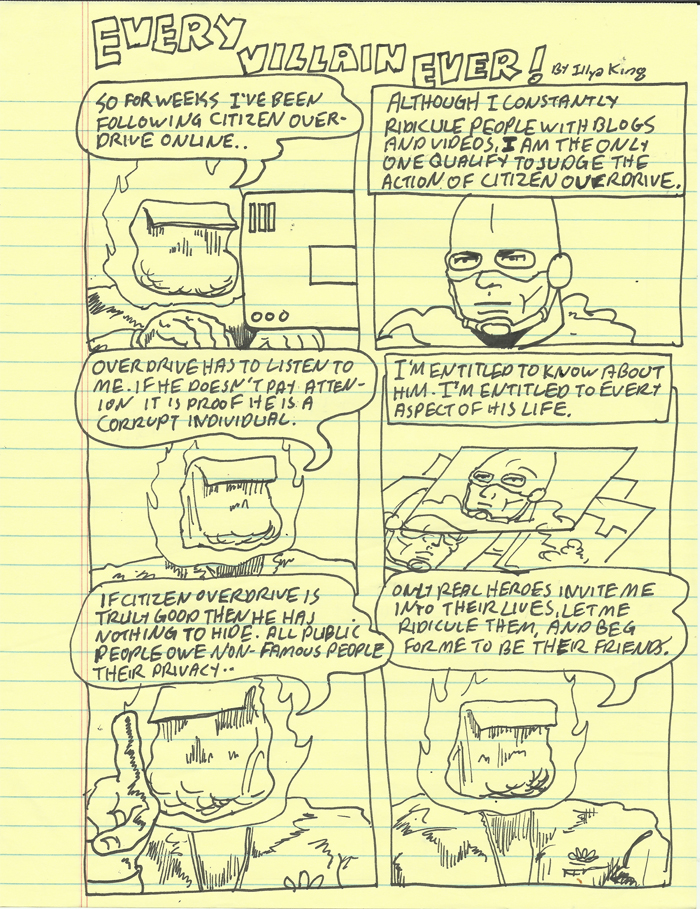 EVERY VILLAIN EVER! BY Illya King
SO FOR WEEKS I'VE BEEN
FOLLOWING CITIZEN OVER-
DRIVE ONLINE..
ALTHOUGH I CONSTANTLY
RIDICULE PEOPLE WITH BLOGS
AND VIDEOS, I AM THE ONLY
ONE QUALIFY TO JUDGE THE
ACTION OF CITIZEN OVERDRIVE.
OVERDRIVE HAS TO LISTEN TO
ME. IF HE DOESN'T PAY ATTEN-
ION IT IS PROOF HE IS A
CORRUPT INDIVIDUAL.
I'M ENTITLED TO KNOW ABOUT
HIM. I'M ENTITLED TO EVERY
ASPECT OF HIS LIFE.
IF CITIZEN OVERDRIVE IS
TRULY GOOD THEN HE HAS
NOTHING TO HIDE. ALL PUBLIC
PEOPLE OWE NON-FAMOUS PEOPLE
THEIR PRIVACY..
ONLY REAL HEROES INVITE ME
INTO THEIR LIVES, LET ME
RIDICULE THEM, AND BEG
FOR ME TO BE THEIR FRIENDS.